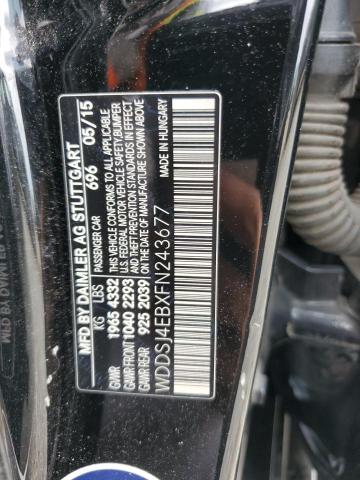 MFD BY DAIMLER AG STUTTGART
696 05/15
KG LBS PASSENGER CAR
GVWR 1965 4332 THIS VEHICLE CONFORMS TO ALL APPLICABLE
GAWR FRONT 1040 2293 U.S. FEDERAL MOTOR VEHICLE SAFETY, BUMPER
GAWR REAR 925 2039 AND THEFT PREVENTION STANDARDS IN EFFECT
ON THE DATE OF MANUFACTURE SHOWN ABOVE
WDDSJ4EBXFN243677 MADE IN HUNGARY